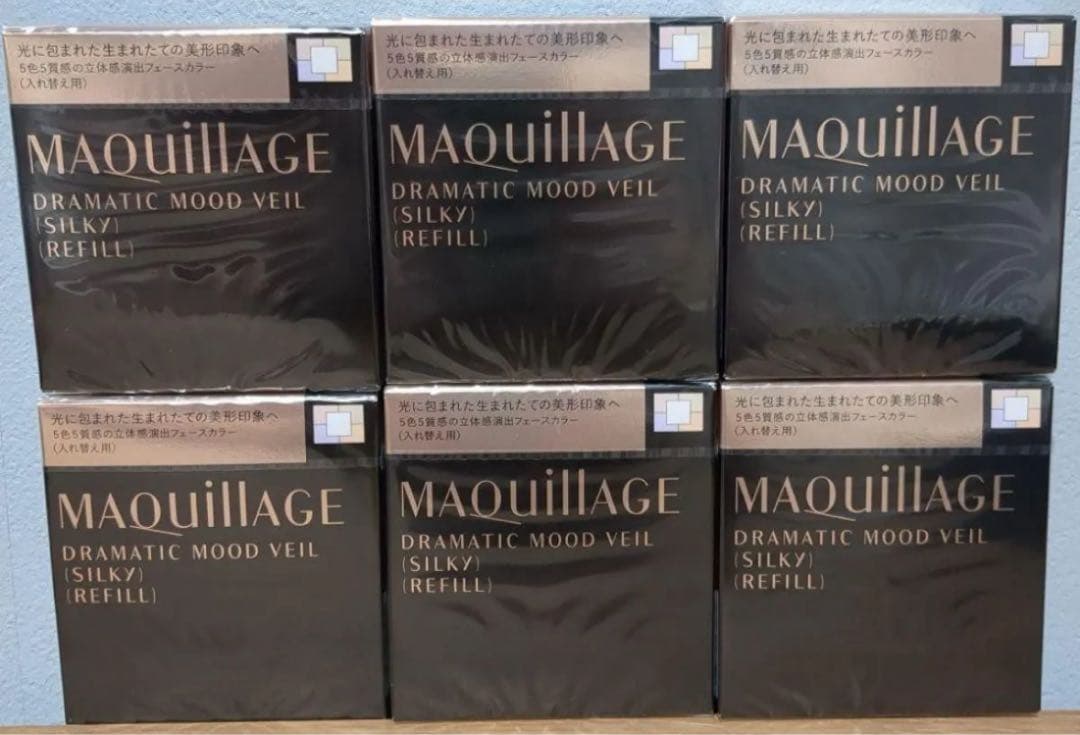 光に包まれた生まれたての美形印象へ
5色5質感の立体感演出フェースカラー
(入れ替え用)
MAQuillAGE
DRAMATIC MOOD VEIL
(SILKY)
(REFILL)
光に包まれた生まれたての美形印象へ
5色5質感の立体感演出フェースカラー
(入れ替え用)
MAQuillAGE
DRAMATIC MOOD VEIL
(SILKY)
(REFILL)
光に包まれた生まれたての美形印象へ
5色5質感の立体感演出フェースカラー
(入れ替え用)
MAQuillAGE
DRAMATIC MOOD VEIL
(SILKY)
(REFILL)
光に包まれた生まれたての美形印象へ
5色5質感の立体感演出フェースカラー
(入れ替え用)
MAQuillAGE
DRAMATIC MOOD VEIL
(SILKY)
(REFILL)
光に包まれた生まれたての美形印象へ
5色5質感の立体感演出フェースカラー
(入れ替え用)
MAQuillAGE
DRAMATIC MOOD VEIL
(SILKY)
(REFILL)
光に包まれた生まれたての美形印象へ
5色5質感の立体感演出フェースカラー
(入れ替え用)
MAQuillAGE
DRAMATIC MOOD VEIL
(SILKY)
(REFILL)